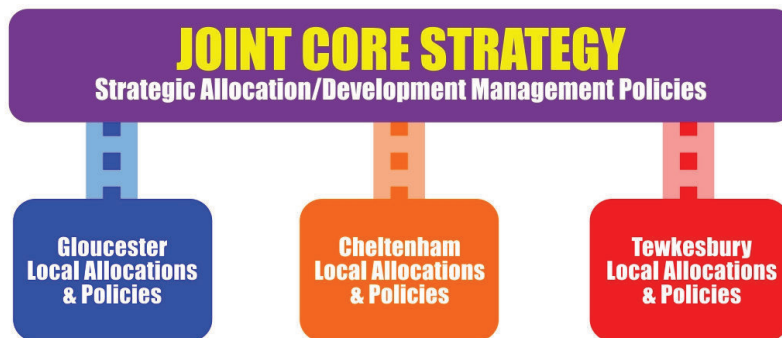 JOINT CORE STRATEGY
Strategic Allocation/Development Management Policies
Gloucester
Local Allocations
& Policies
Cheltenham
Local Allocations
& Policies
Tewkesbury
Local Allocations
& Policies